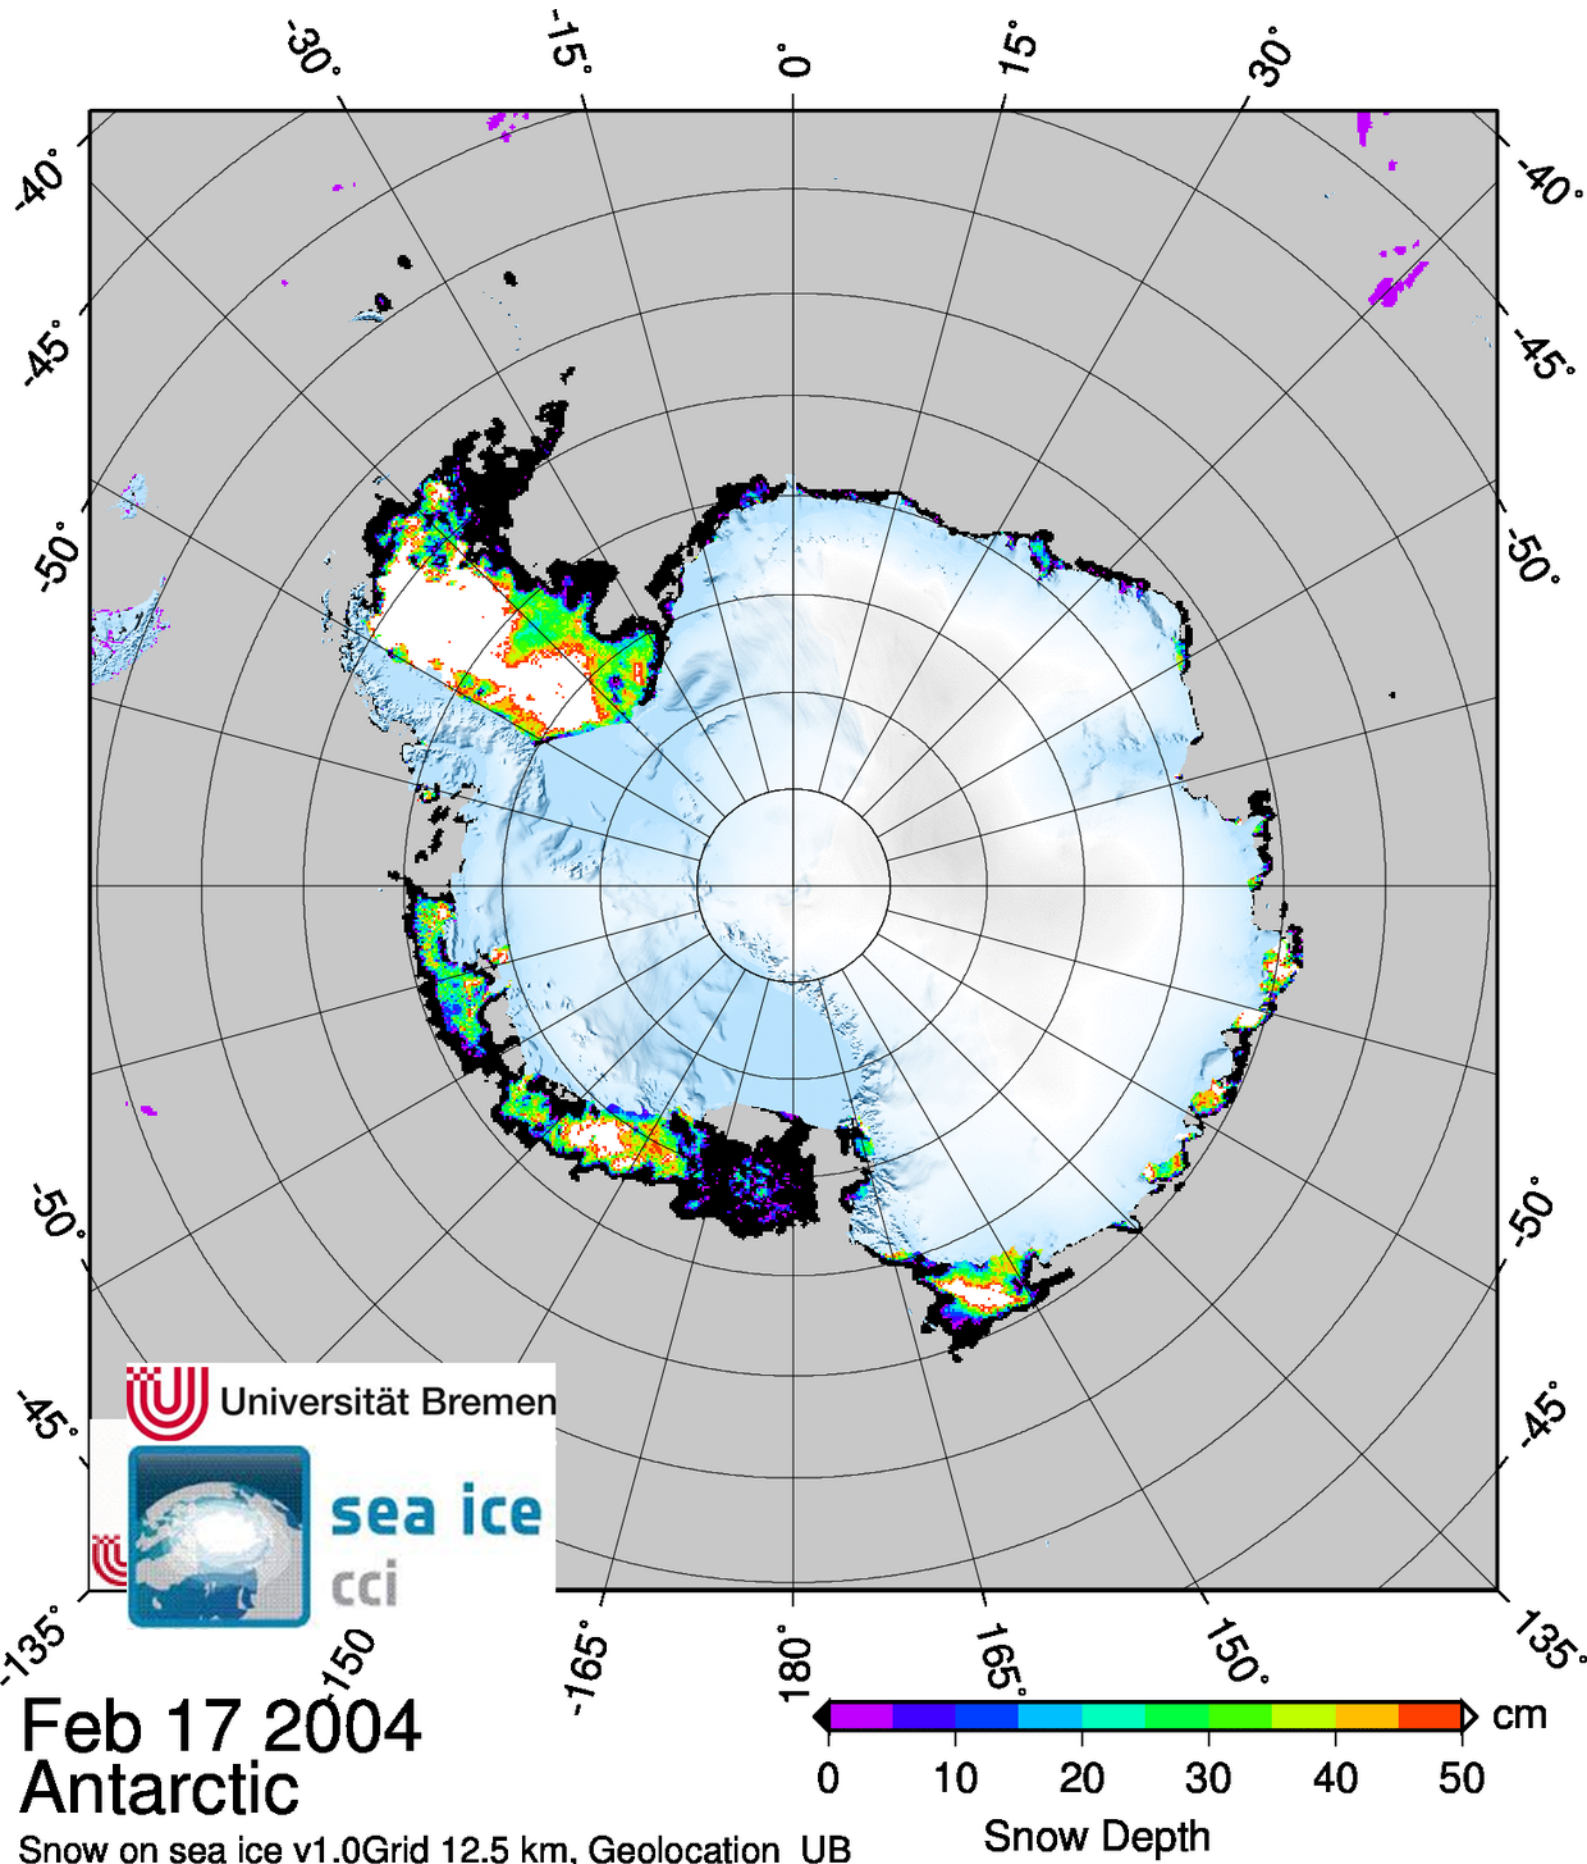 -30° -15° 0° 15° 30°
-40° -40°
-45° -45°
-50° -50°
-50° -50°
-45° -45°
Universität Bremen
sea ice
cci
-135° -150 -165° 180° 165° 150° 135°
Feb 17 2004
Antarctic
Snow on sea ice v1.0Grid 12.5 km, Geolocation UB
cm
0 10 20 30 40 50
Snow Depth